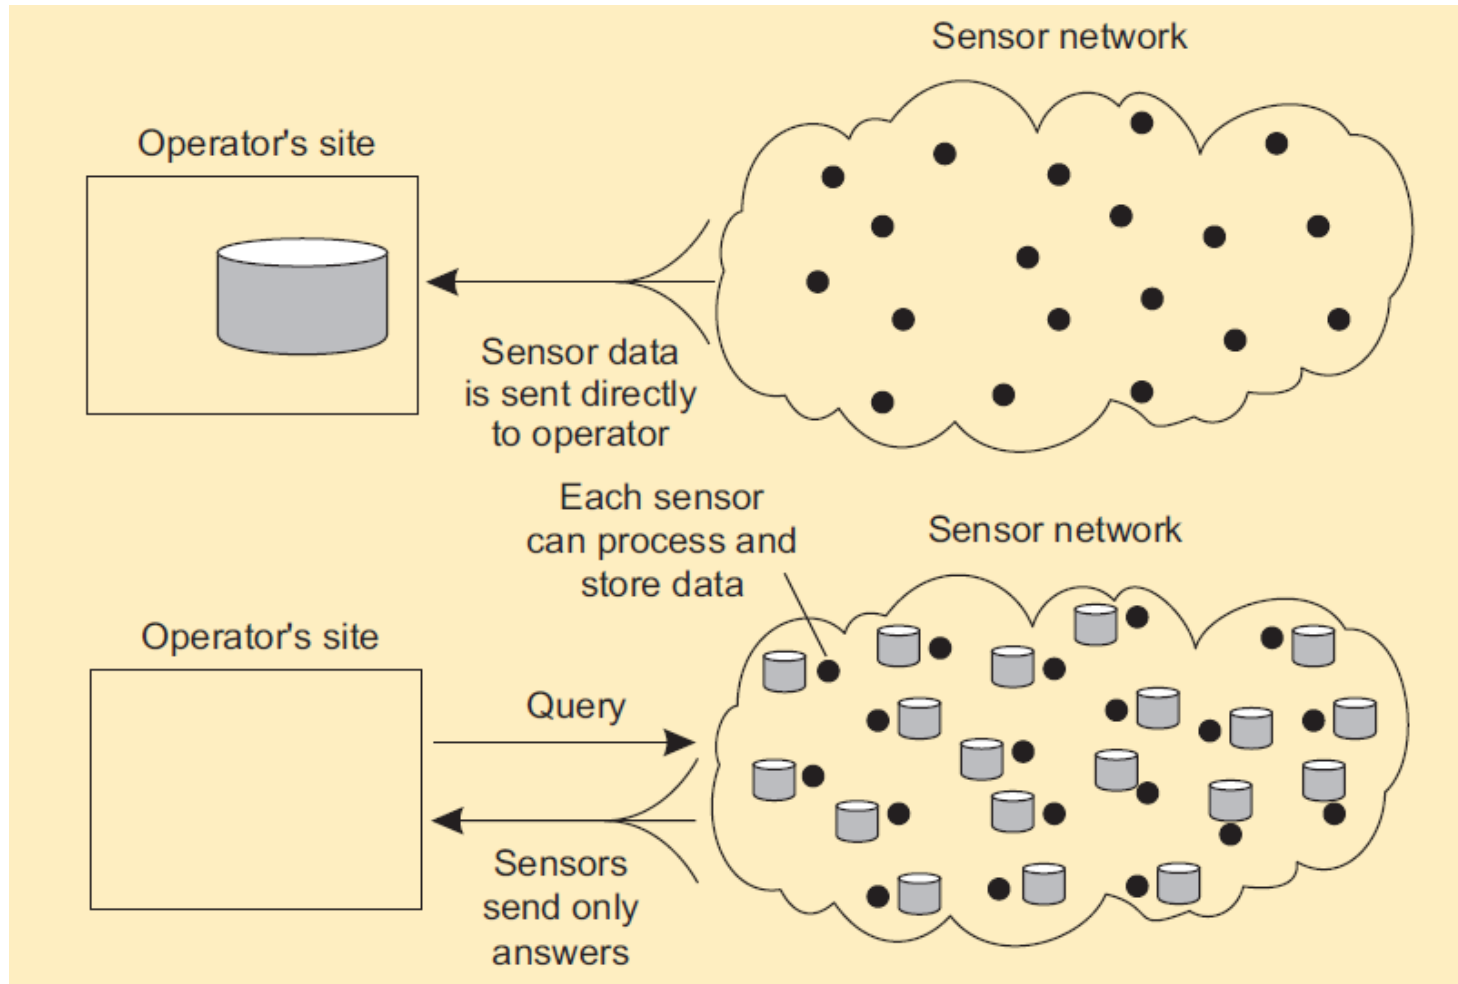 Sensor network
Operator's site
Sensor data
is sent directly
to operator
Each sensor
can process and
store data
Sensor network
Operator's site
Query
Sensors
send only
answers